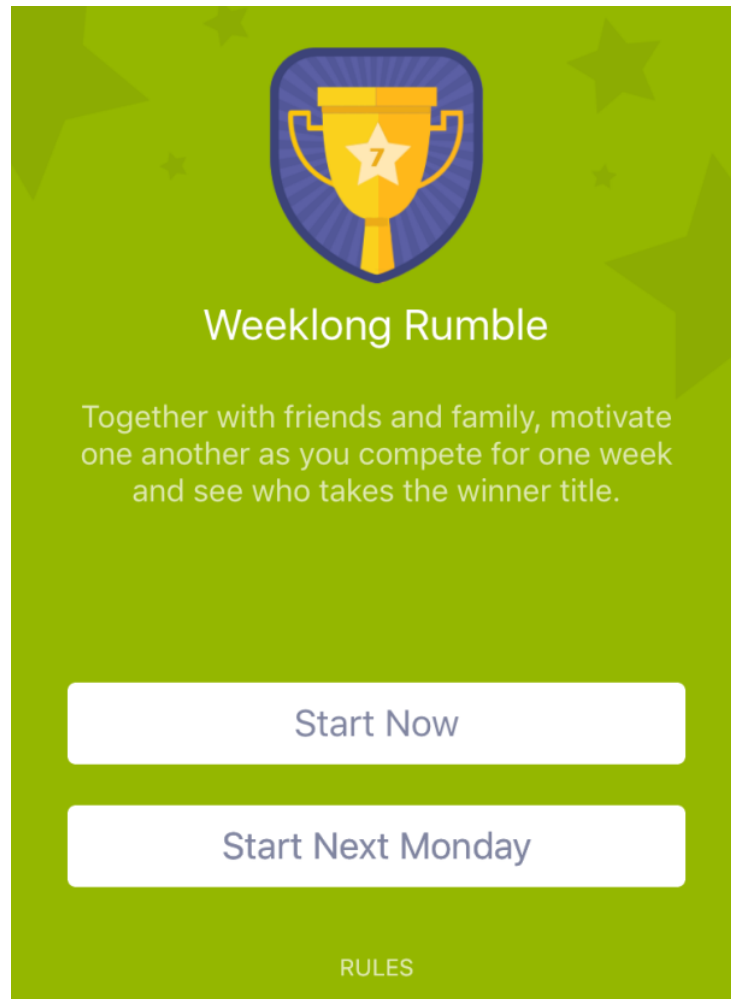 7
Weeklong Rumble
Together with friends and family, motivate
one another as you compete for one week
and see who takes the winner title.
Start Now
Start Next Monday
RULES